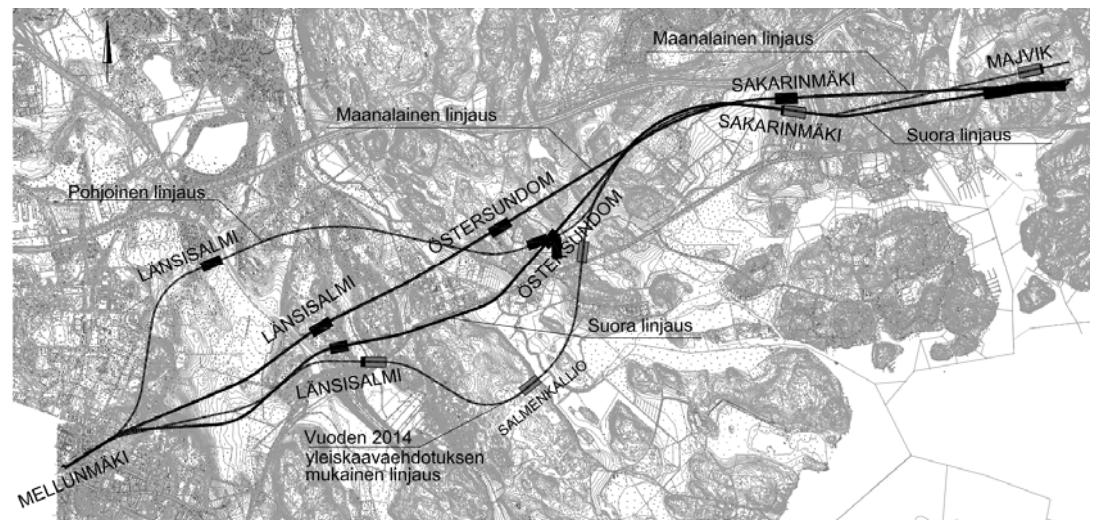 Maanalainen linjaus
MAJVIK
SAKARINMÄKI
Maanalainen linjaus
SAKARINMÄKI
Suora linjaus
Pohjoinen linjaus
ÖSTERSUNDOM
LÄNSISALMI
ÖSTERSUNDOM
LÄNSISALMI
Suora linjaus
LÄNSISALMI
SALMENKALLIO
Vuoden 2014
yleiskaavaehdotuksen
mukainen linjaus
MELLUNMÄKI